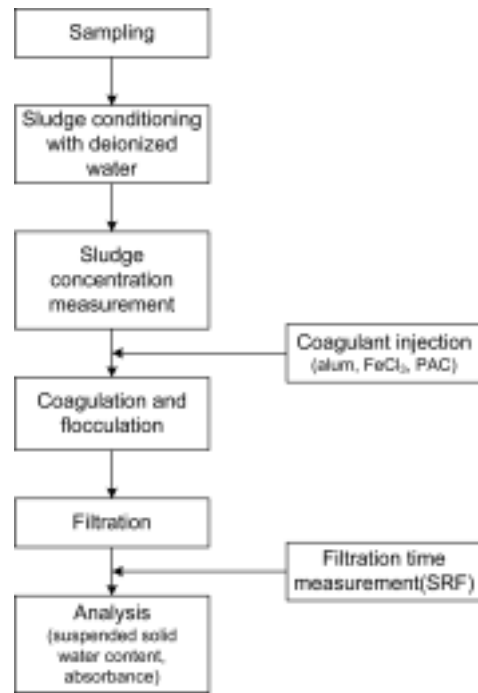 Sampling
Sludge conditioning
with deionized
water
Sludge
concentration
measurement
Coagulant injection
(alum, FeCl₃, PAC)
Coagulation and
flocculation
Filtration
Filtration time
measurement(SRF)
Analysis
(suspended solid
water content,
absorbance)